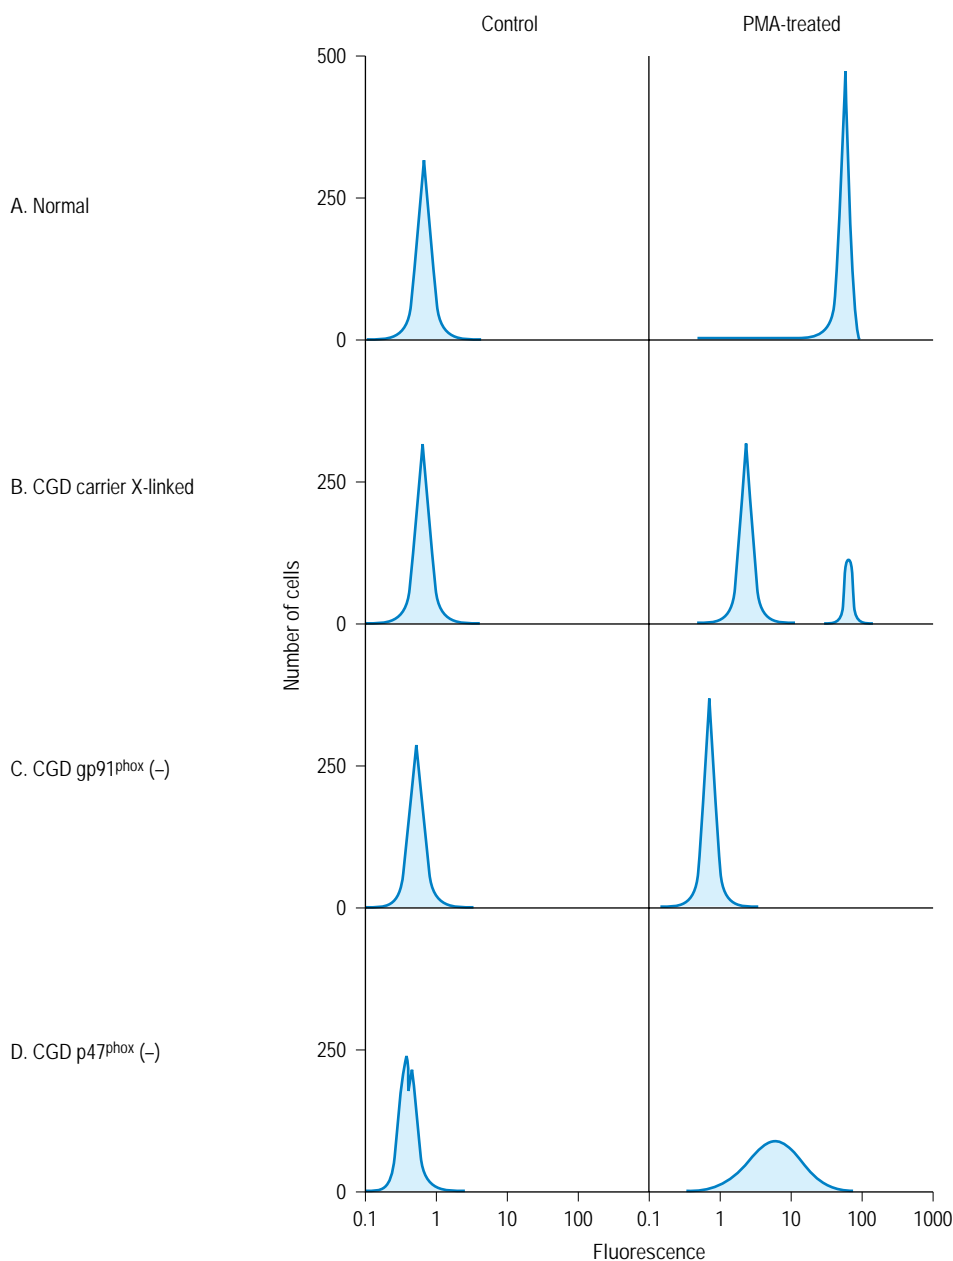 Control PMA-treated
500
250
A. Normal
0
250
B. CGD carrier X-linked
0
Number of cells
250
C. CGD gp91phox (–)
0
250
D. CGD p47phox (–)
0
0.1 1 10 100 0.1 1 10 100 1000
Fluorescence